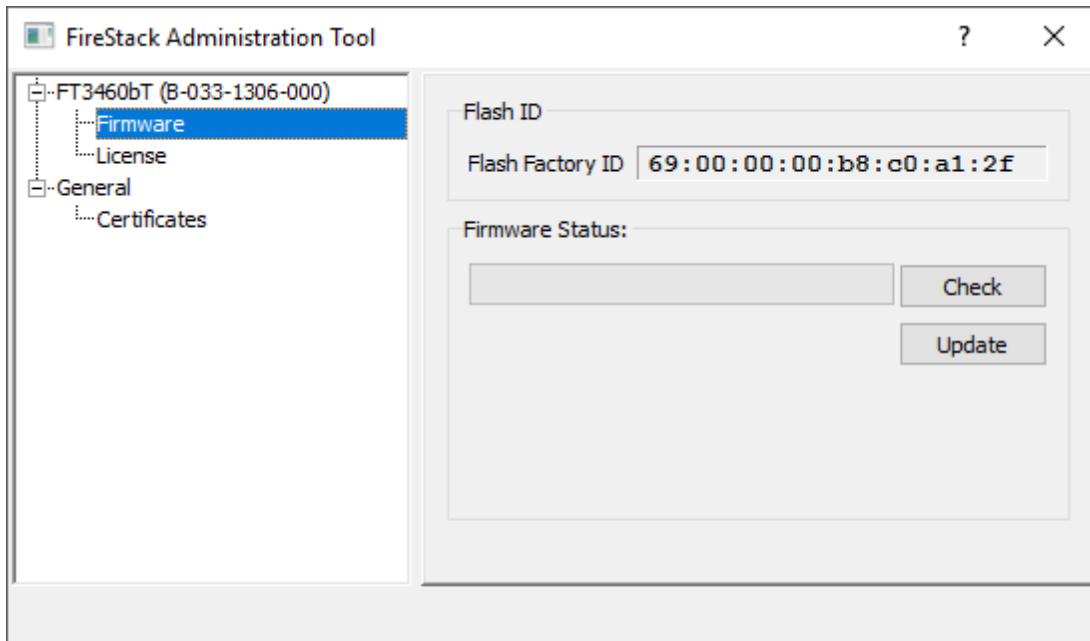 FireStack Administration Tool
?
FT3460bT (B-033-1306-000)
Firmware
License
General
Certificates
Flash ID
Flash Factory ID 69:00:00:00:b8:c0:a1:2f
Firmware Status:
Check
Update